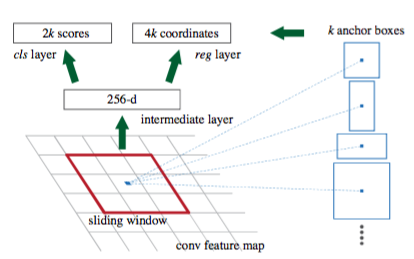 2k scores
4k coordinates
k anchor boxes
cls layer
reg layer
256-d
intermediate layer
sliding window
conv feature map